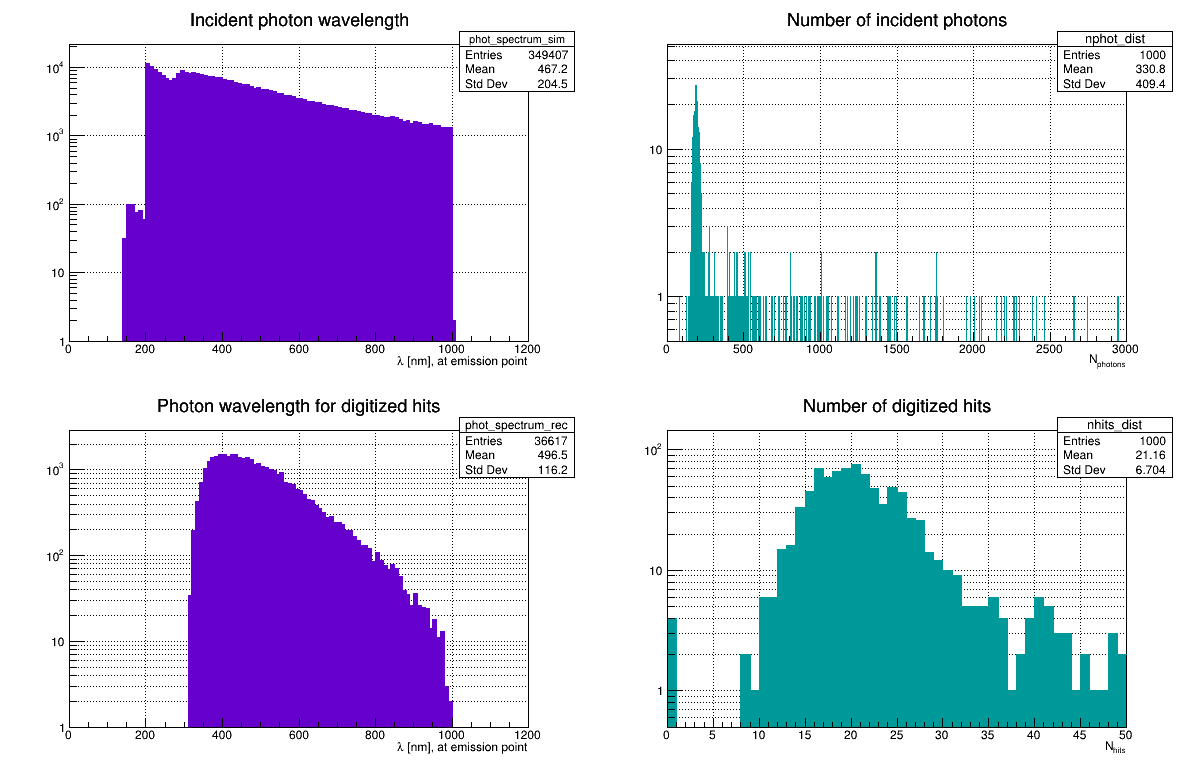 Incident photon wavelength
phot_spectrum_sim
Entries 349407
Mean 467.2
Std Dev 204.5
10⁴
10³
10²
10
1
0 200 400 600 800 1000 1200
λ [nm], at emission point
Number of incident photons
nphot_dist
Entries 1000
Mean 330.8
Std Dev 409.4
10
1
0 500 1000 1500 2000 2500 3000
N_photons
Photon wavelength for digitized hits
phot_spectrum_rec
Entries 36617
Mean 496.5
Std Dev 116.2
10³
10²
10
1
0 200 400 600 800 1000 1200
λ [nm], at emission point
Number of digitized hits
nhits_dist
Entries 1000
Mean 21.16
Std Dev 6.704
10²
10
1
0 5 10 15 20 25 30 35 40 45 50
N_hits